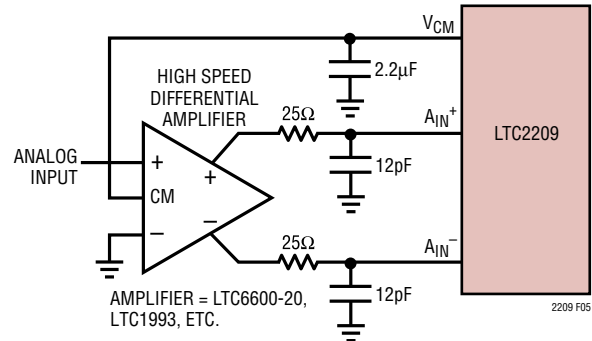 V_CM
2.2μF
HIGH SPEED
DIFFERENTIAL
AMPLIFIER
25Ω
A_IN^+
LTC2209
ANALOG
INPUT
+
+
12pF
CM
−
−
25Ω
A_IN^−
12pF
AMPLIFIER = LTC6600-20,
LTC1993, ETC.
2209 F05